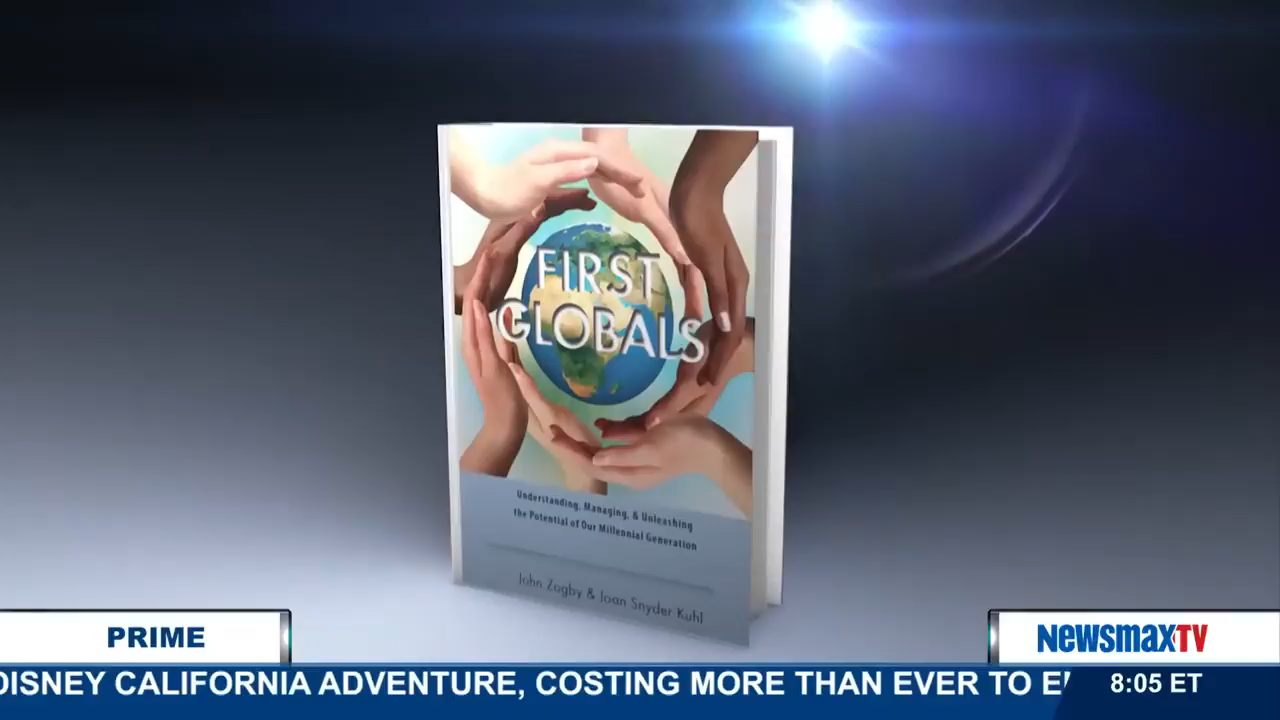 FIRST
GLOBALS
Understanding, Managing, & Unleashing
the Potential of Our Millennial Generation
John Zogby & Joan Snyder Kuhl
PRIME
NEWSMAXTV
DISNEY CALIFORNIA ADVENTURE, COSTING MORE THAN EVER TO
8:05 ET